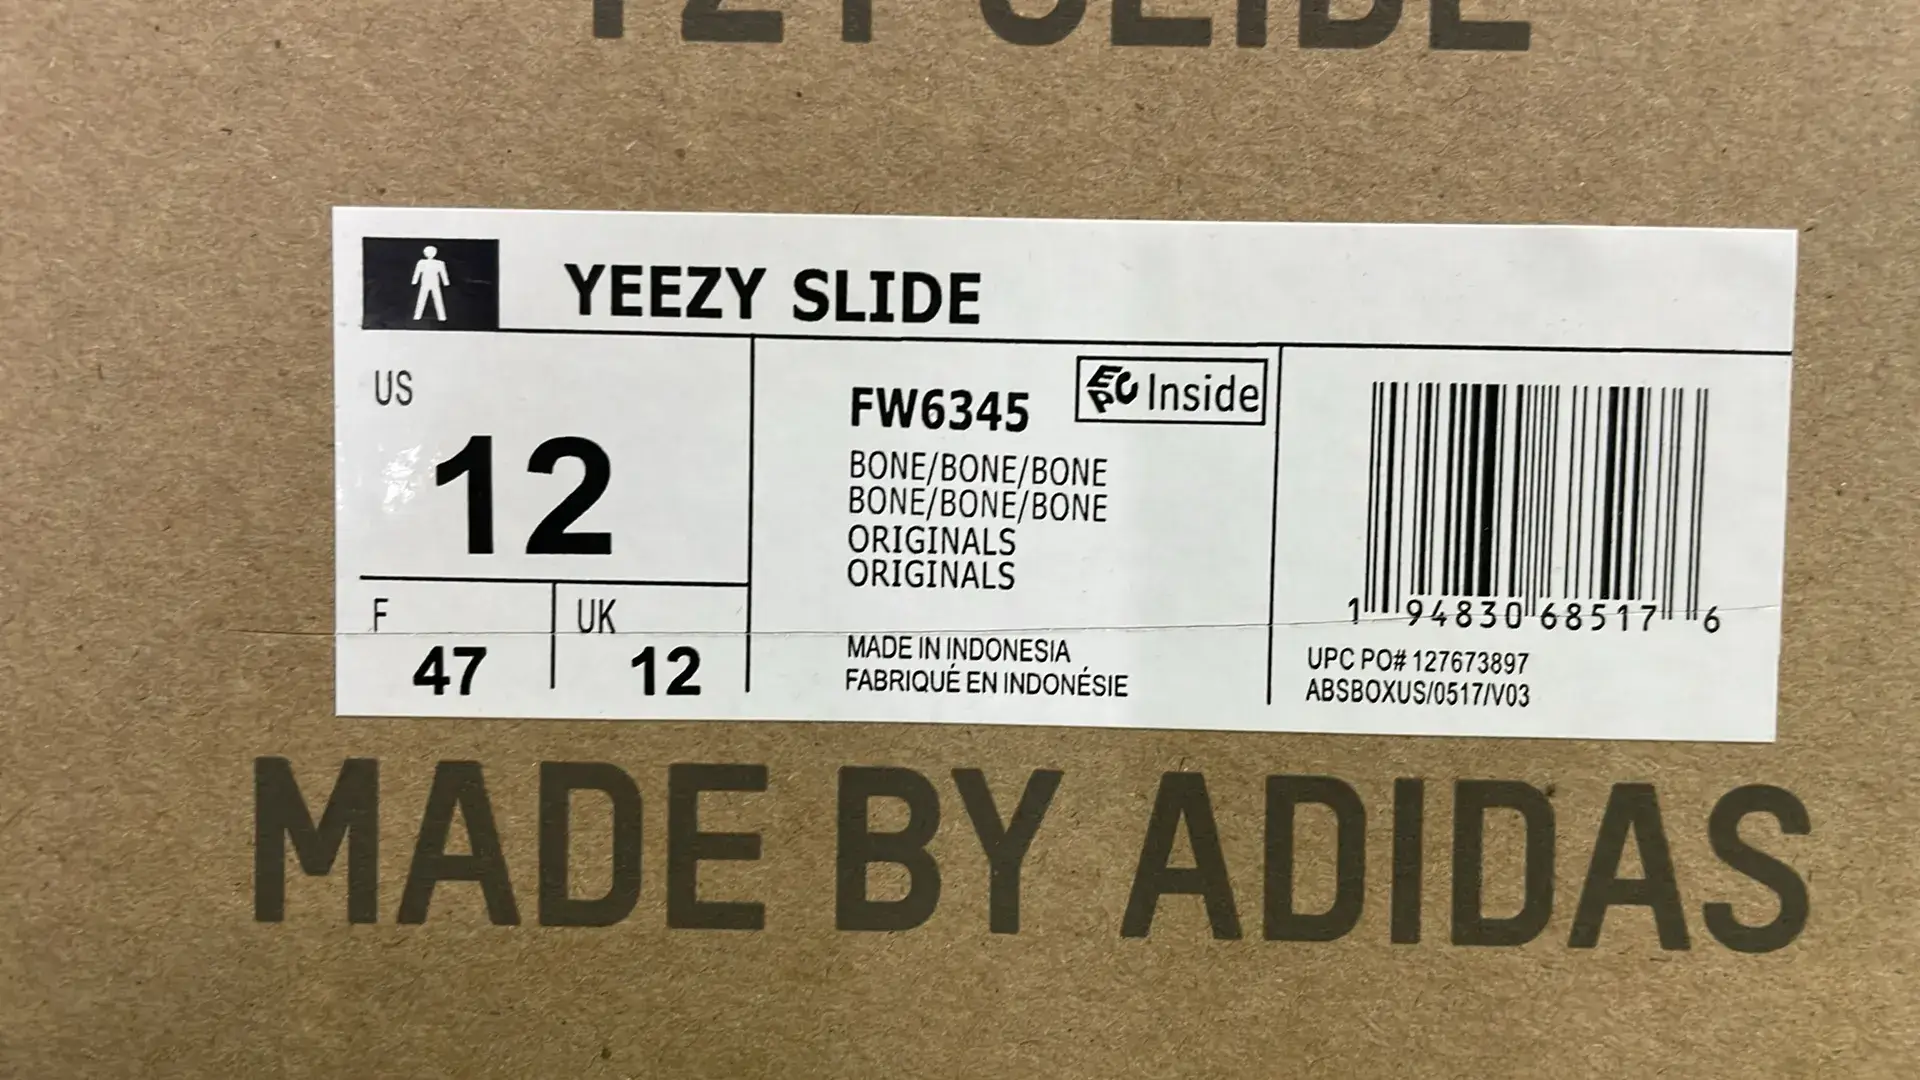 SLIDE
YEEZY SLIDE
US
12
F
47
UK
12
FW6345
EPC Inside
BONE/BONE/BONE
BONE/BONE/BONE
ORIGINALS
ORIGINALS
MADE IN INDONESIA
FABRIQUÉ EN INDONÉSIE
1 94830 68517 6
UPC PO# 127673897
ABSBOXUS/0517/V03
MADE BY ADIDAS